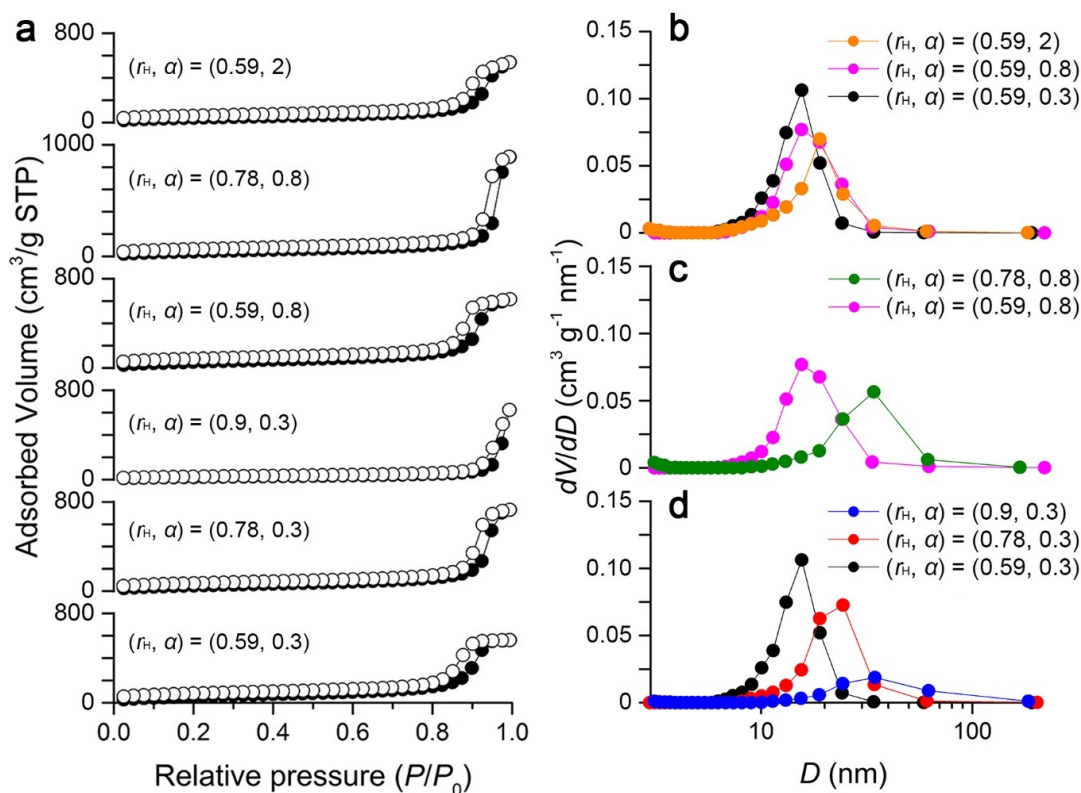 a
Adsorbed Volume (cm³/g STP)
800
(rH, α) = (0.59, 2)
0
1000
(rH, α) = (0.78, 0.8)
0
800
(rH, α) = (0.59, 0.8)
0
800
(rH, α) = (0.9, 0.3)
0
800
(rH, α) = (0.78, 0.3)
0
800
(rH, α) = (0.59, 0.3)
0
0.0 0.2 0.4 0.6 0.8 1.0
Relative pressure (P/P₀)
dV/dD (cm³ g⁻¹ nm⁻¹)
b
0.15
0.10
0.05
0
(rH, α) = (0.59, 2)
(rH, α) = (0.59, 0.8)
(rH, α) = (0.59, 0.3)
c
0.15
0.10
0.05
0
(rH, α) = (0.78, 0.8)
(rH, α) = (0.59, 0.8)
d
0.15
0.10
0.05
0
(rH, α) = (0.9, 0.3)
(rH, α) = (0.78, 0.3)
(rH, α) = (0.59, 0.3)
10 100
D (nm)